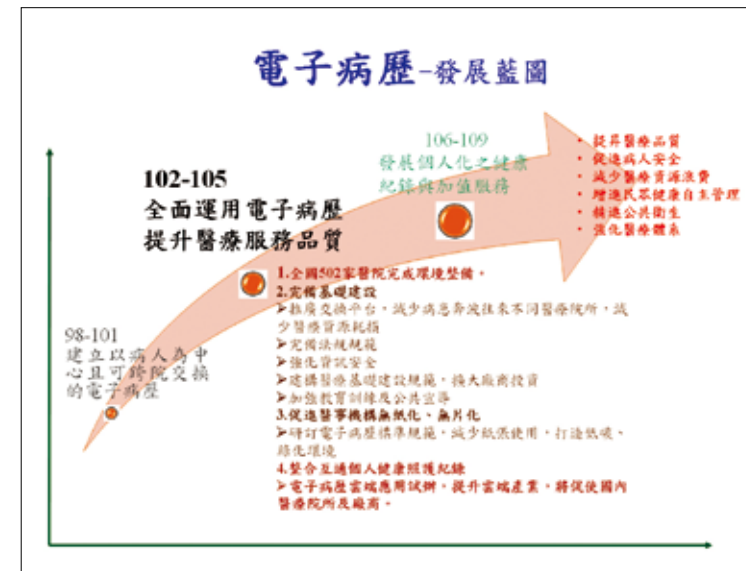 電子病歷-發展藍圖
106-109
發展個人化之健康
紀錄與加值服務
提昇醫療品質
促進病人安全
減少醫療資源浪費
增進民眾健康自主管理
精進公共衛生
強化醫療體系
102-105
全面運用電子病歷
提升醫療服務品質
98-101
建立以病人為中
心且可跨院交換
的電子病歷
1.全國502家醫院完成環境整備。
2.完備基礎建設
➢推廣交換平台,減少病患奔波往來不同醫療院所,減
少醫療資源耗損
➢完備法規規範
➢強化資訊安全
➢建構醫療基礎建設規範,擴大廠商投資
➢加強教育訓練及公共宣導
3.促進醫事機構無紙化、無片化
➢研訂電子病歷標準規範,減少紙張使用,打造低碳、
綠化環境
4.整合互通個人健康照護紀錄
➢電子病歷雲端應用試辦,提升雲端產業,將促使國內
醫療院所及廠商。